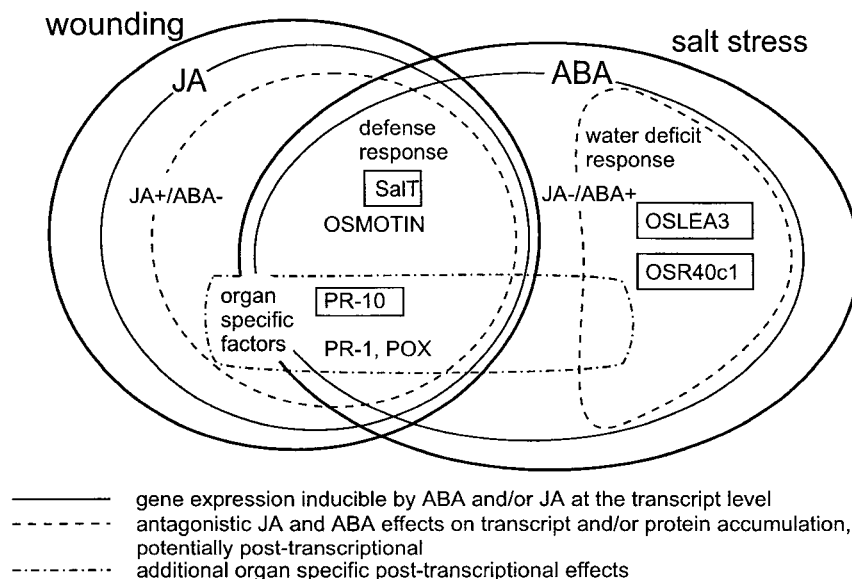 wounding
salt stress
JA
ABA
defense
response
water deficit
response
SalT
JA+/ABA-
JA-/ABA+
OSMOTIN
OSLEA3
OSR40c1
organ
specific
factors
PR-10
PR-1, POX
gene expression inducible by ABA and/or JA at the transcript level
antagonistic JA and ABA effects on transcript and/or protein accumulation,
potentially post-transcriptional
additional organ specific post-transcriptional effects